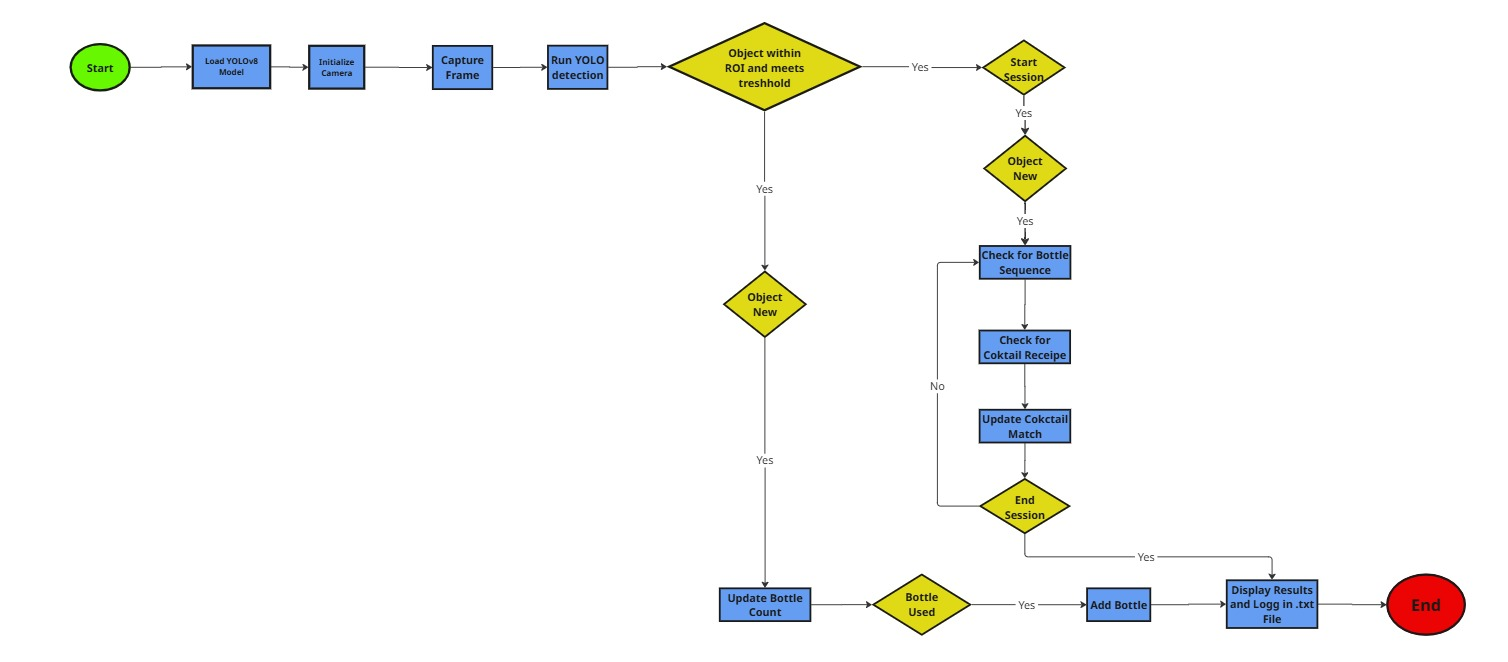 Start
Load YOLOv8
Model
Initialize
Camera
Capture
Frame
Run YOLO
detection
Object within
ROI and meets
treshhold
Yes
Start
Session
Yes
Object
New
Yes
Check for Bottle
Sequence
Check for
Coktail Receipe
Update Cokctail
Match
No
End
Session
Yes
Yes
Object
New
Yes
Update Bottle
Count
Bottle
Used
Yes
Add Bottle
Display Results
and Logg in .txt
File
End